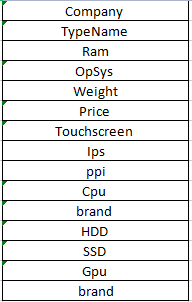 Company
TypeName
Ram
OpSys
Weight
Price
Touchscreen
Ips
ppi
Cpu
brand
HDD
SSD
Gpu
brand